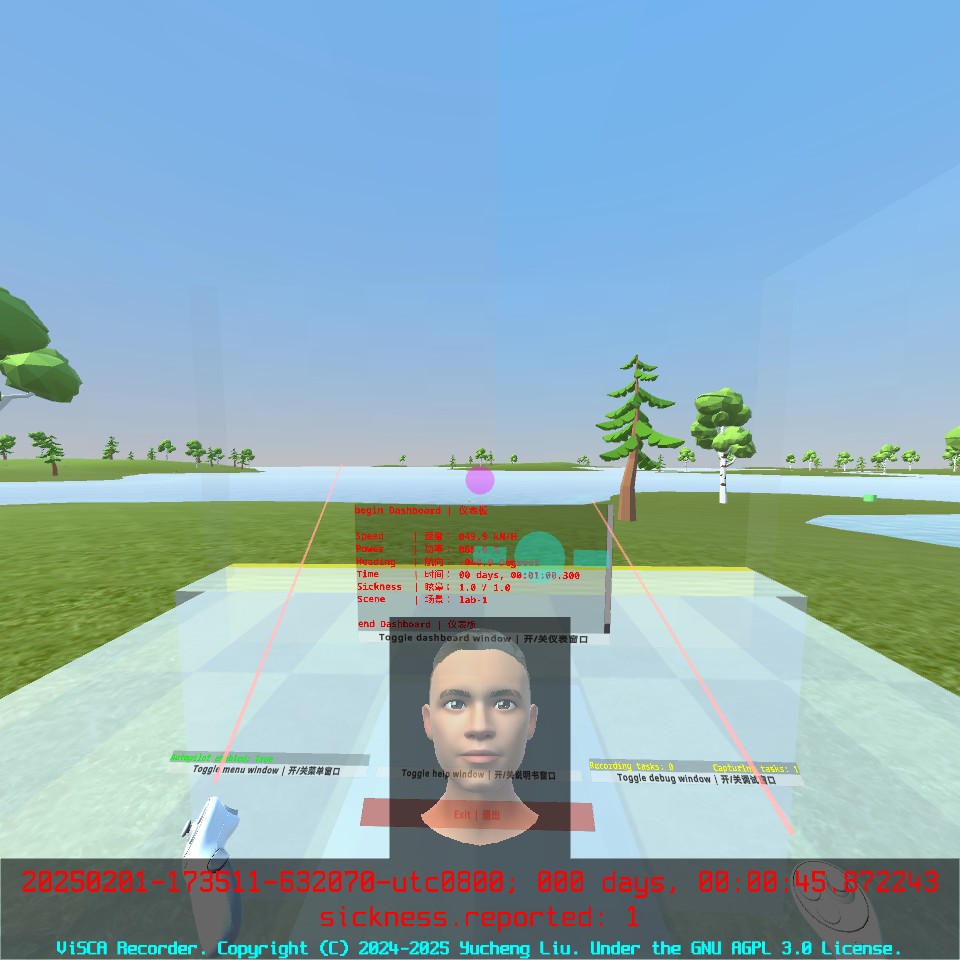 begin Dashboard | 仪表板
Speed | 速度: 049.9 kM/H
Power | 功率:
Heading | 航向:
Time | 时间: 00 days, 00:01:00.300
Sickness | 眩晕: 1.0 / 1.0
Scene | 场景: lab-1
end Dashboard | 仪表板
Toggle dashboard window | 开/关仪表窗口
Autopilot enabled: True
Toggle menu window | 开/关菜单窗口
Toggle help window | 开/关说明书窗口
Recording tasks: 0 Capturing tasks: 1
Toggle debug window | 开/关调试窗口
Exit | 退出
20250201-173511-632070-utc0800; 000 days, 00:00:45.872243
sickness.reported: 1
ViSCA Recorder. Copyright (C) 2024-2025 Yucheng Liu. Under the GNU AGPL 3.0 License.